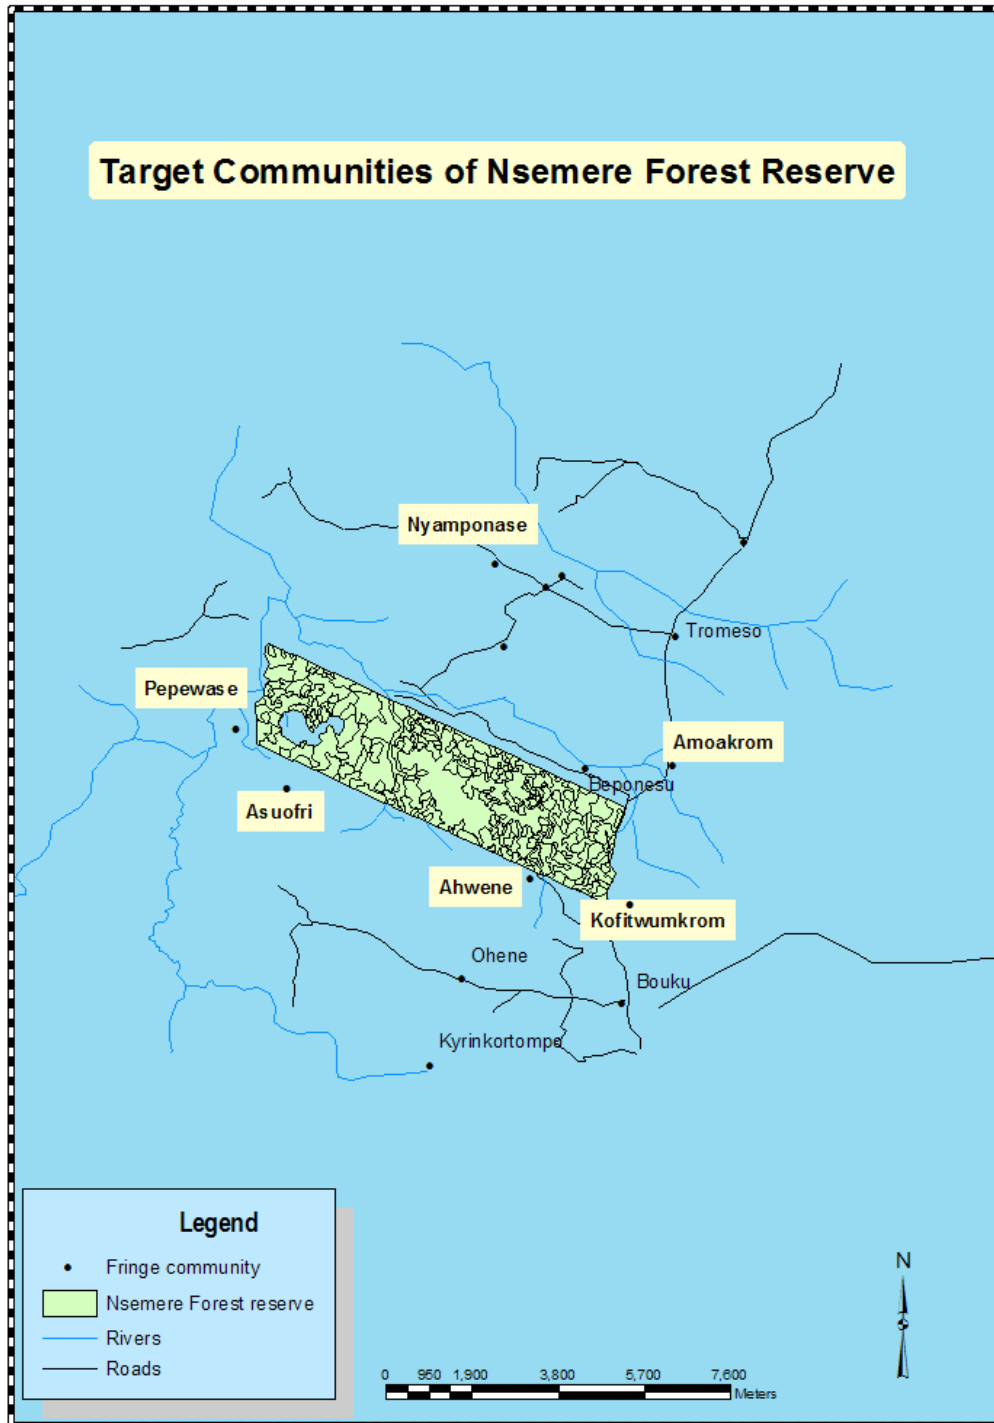 Target Communities of Nsemere Forest Reserve
Nyamponase
Tromeso
Pepewase
Amoakrom
Beponesu
Asuofri
Ahwene
Kofitwumkrom
Ohene
Bouku
Kyrinkortompo
Legend
Fringe community
Nsemere Forest reserve
Rivers
Roads
N
0 950 1,900 3,800 5,700 7,600
Meters